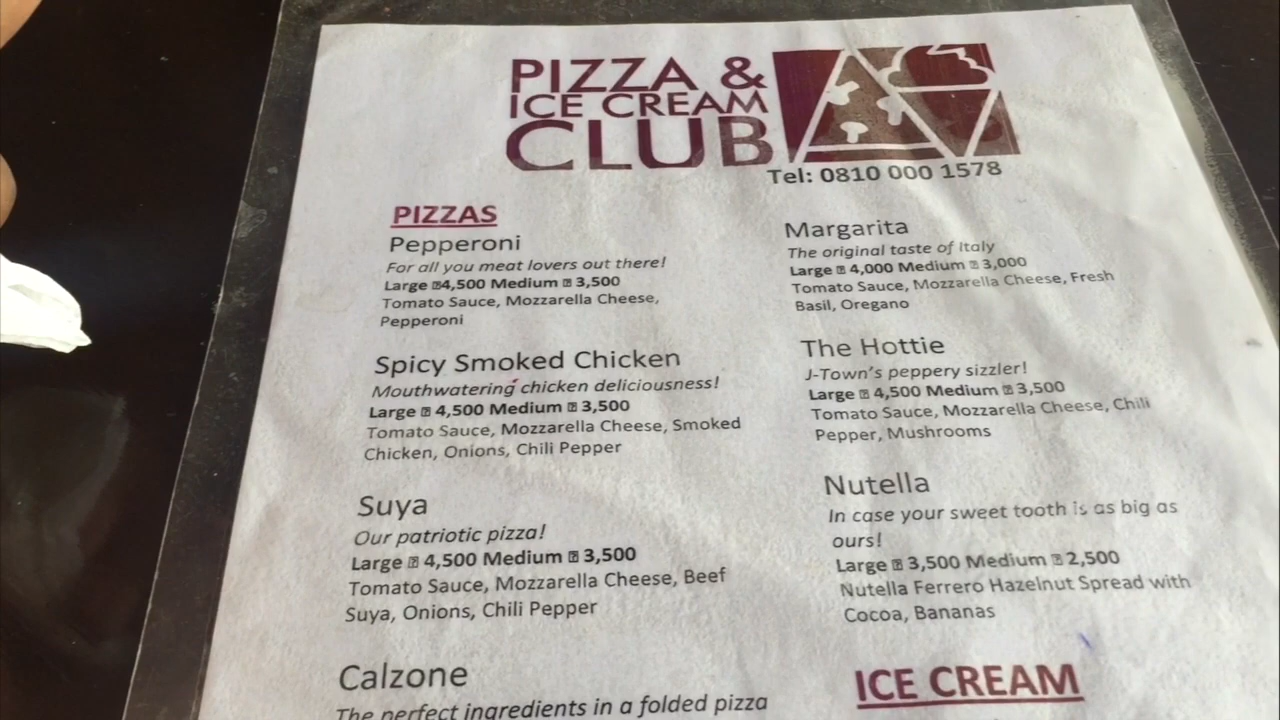 PIZZA &
ICE CREAM
CLUB
Tel: 0810 000 1578
PIZZAS
Pepperoni
For all you meat lovers out there!
Large ⍰4,500 Medium ⍰ 3,500
Tomato Sauce, Mozzarella Cheese,
Pepperoni
Spicy Smoked Chicken
Mouthwatering chicken deliciousness!
Large ⍰ 4,500 Medium ⍰ 3,500
Tomato Sauce, Mozzarella Cheese, Smoked
Chicken, Onions, Chili Pepper
Suya
Our patriotic pizza!
Large ⍰ 4,500 Medium ⍰ 3,500
Tomato Sauce, Mozzarella Cheese, Beef
Suya, Onions, Chili Pepper
Calzone
The perfect ingredients in a folded pizza
Margarita
The original taste of Italy
Large ⍰ 4,000 Medium ⍰ 3,000
Tomato Sauce, Mozzarella Cheese, Fresh
Basil, Oregano
The Hottie
J-Town's peppery sizzler!
Large ⍰ 4,500 Medium ⍰ 3,500
Tomato Sauce, Mozzarella Cheese, Chili
Pepper, Mushrooms
Nutella
In case your sweet tooth is as big as
ours!
Large ⍰ 3,500 Medium ⍰ 2,500
Nutella Ferrero Hazelnut Spread with
Cocoa, Bananas
ICE CREAM